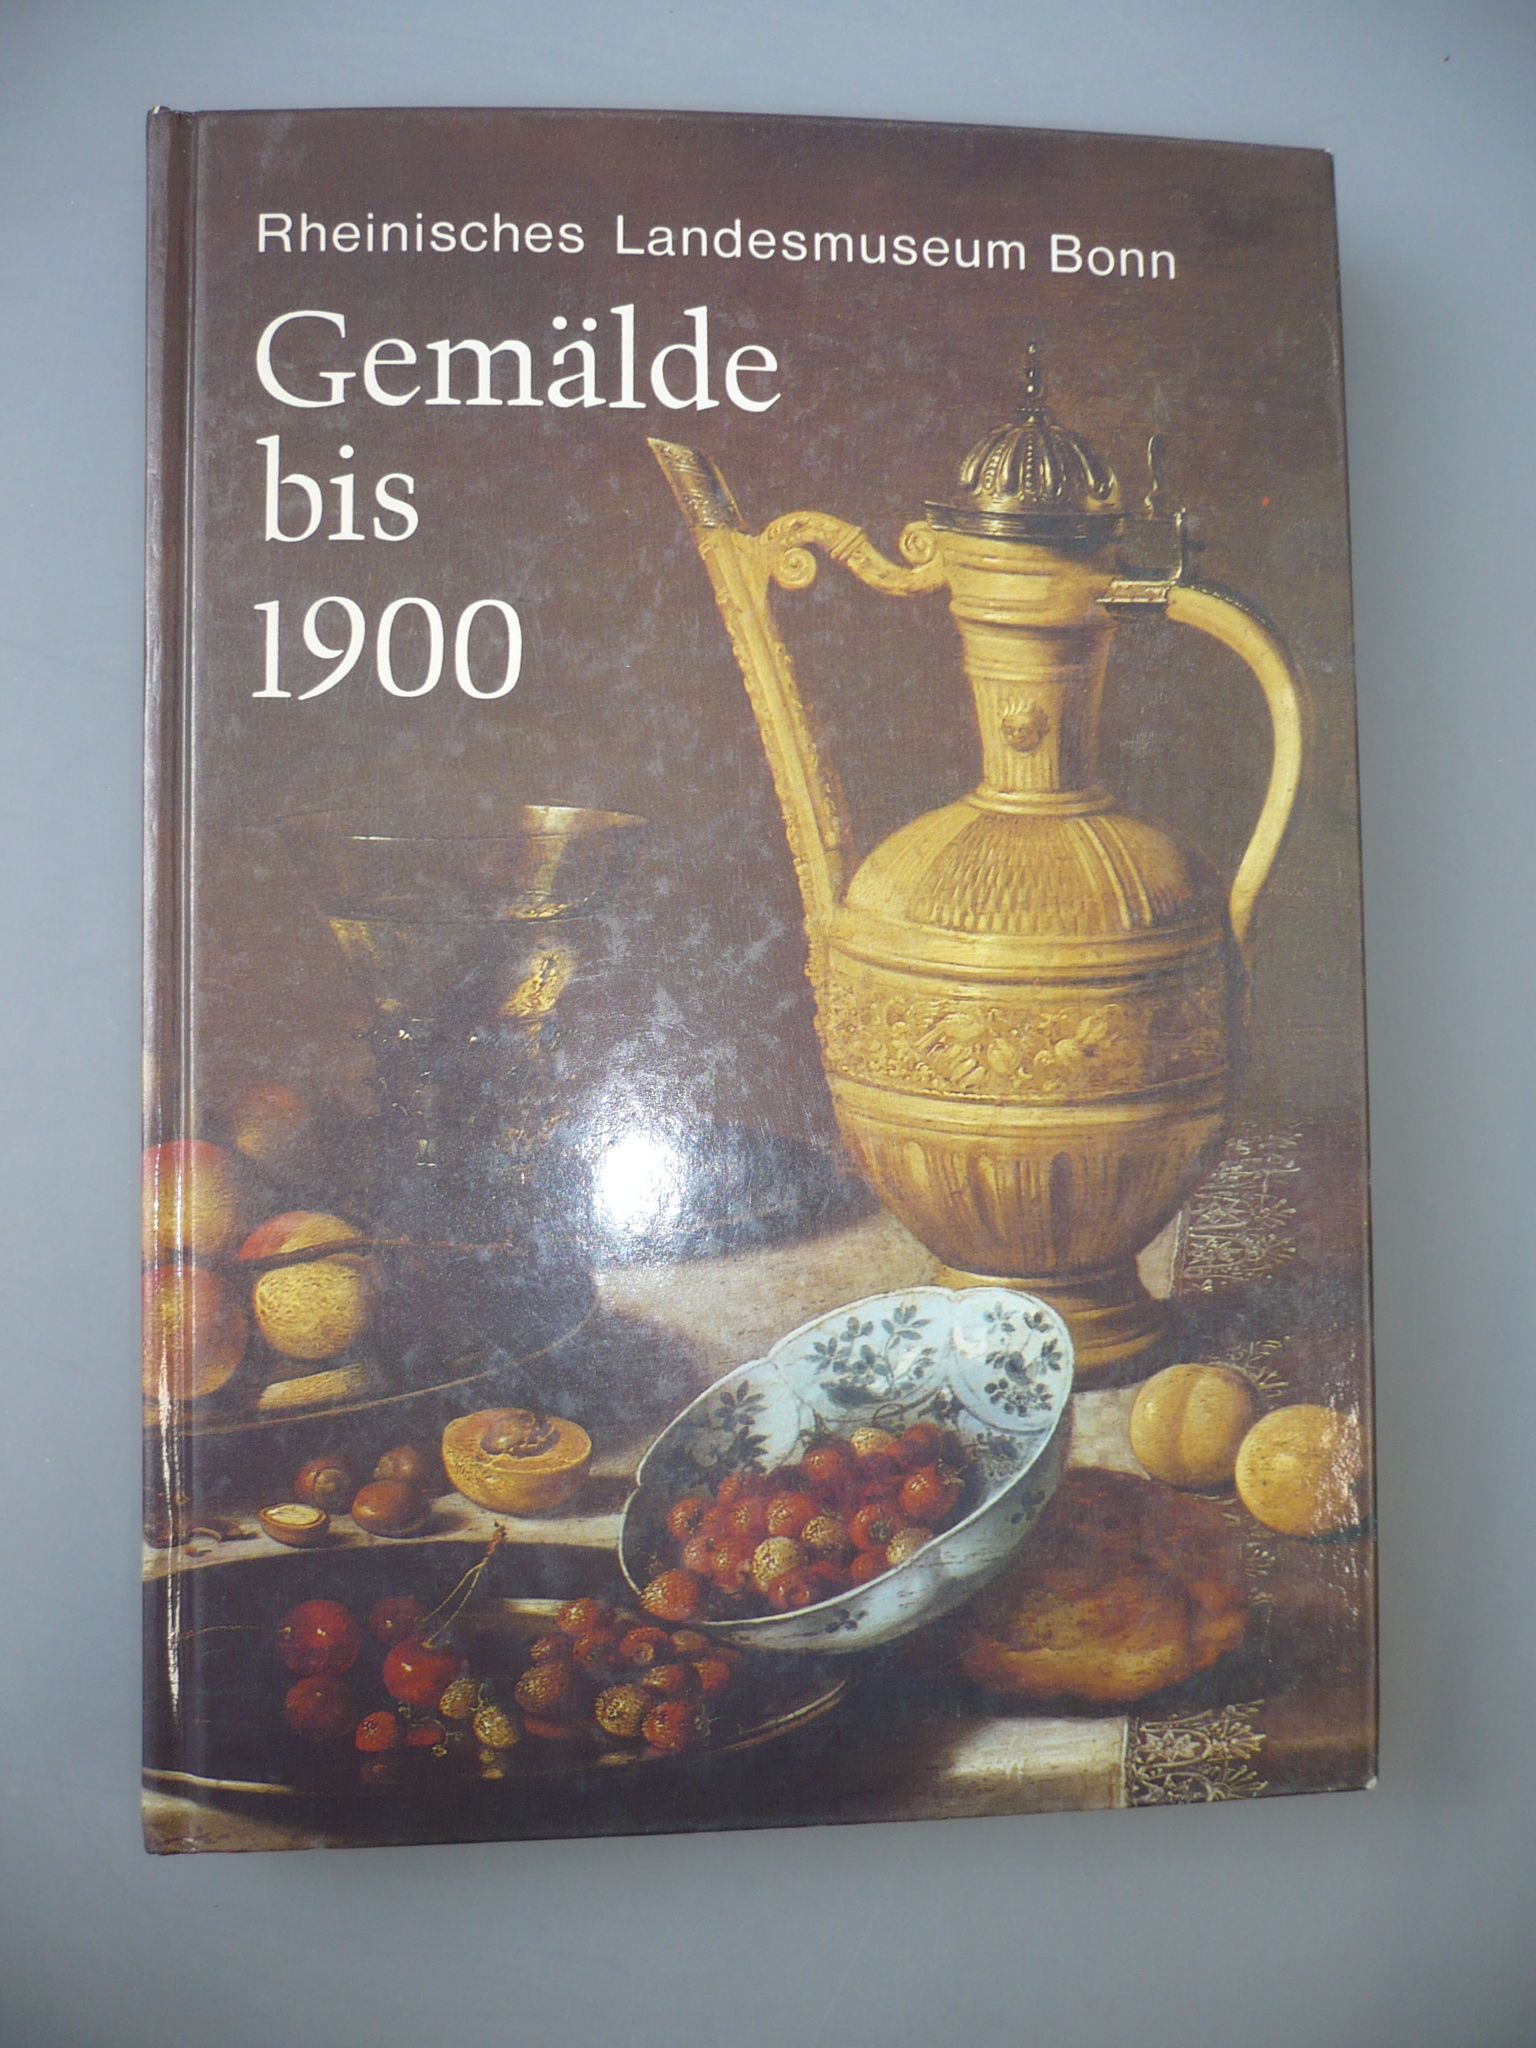 Rheinisches Landesmuseum Bonn
Gemälde
bis
1900